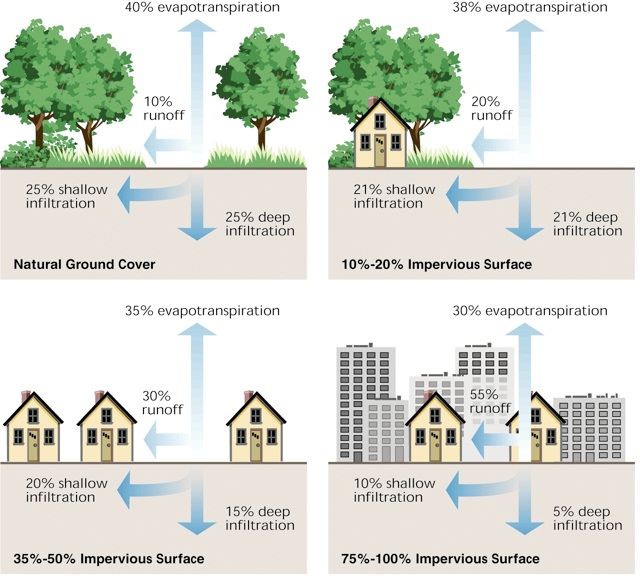 40% evapotranspiration
10%
runoff
25% shallow
infiltration
25% deep
infiltration
Natural Ground Cover
38% evapotranspiration
20%
runoff
21% shallow
infiltration
21% deep
infiltration
10%-20% Impervious Surface
35% evapotranspiration
30%
runoff
20% shallow
infiltration
15% deep
infiltration
35%-50% Impervious Surface
30% evapotranspiration
55%
runoff
10% shallow
infiltration
5% deep
infiltration
75%-100% Impervious Surface